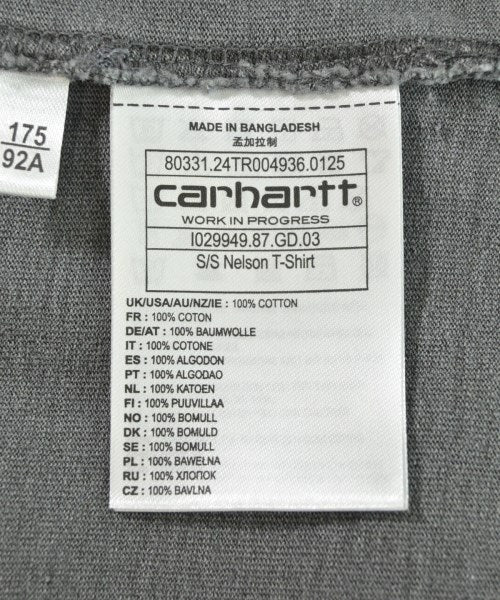 175
92A
MADE IN BANGLADESH
孟加拉制
80331.24TR004936.0125
carhartt®
WORK IN PROGRESS
I029949.87.GD.03
S/S Nelson T-Shirt
UK/USA/AU/NZ/IE : 100% COTTON
FR : 100% COTON
DE/AT : 100% BAUMWOLLE
IT : 100% COTONE
ES : 100% ALGODON
PT : 100% ALGODAO
NL : 100% KATOEN
FI : 100% PUUVILLAA
NO : 100% BOMULL
DK : 100% BOMULD
SE : 100% BOMULL
PL : 100% BAWEŁNA
RU : 100% ХЛОПОК
CZ : 100% BAVLNA